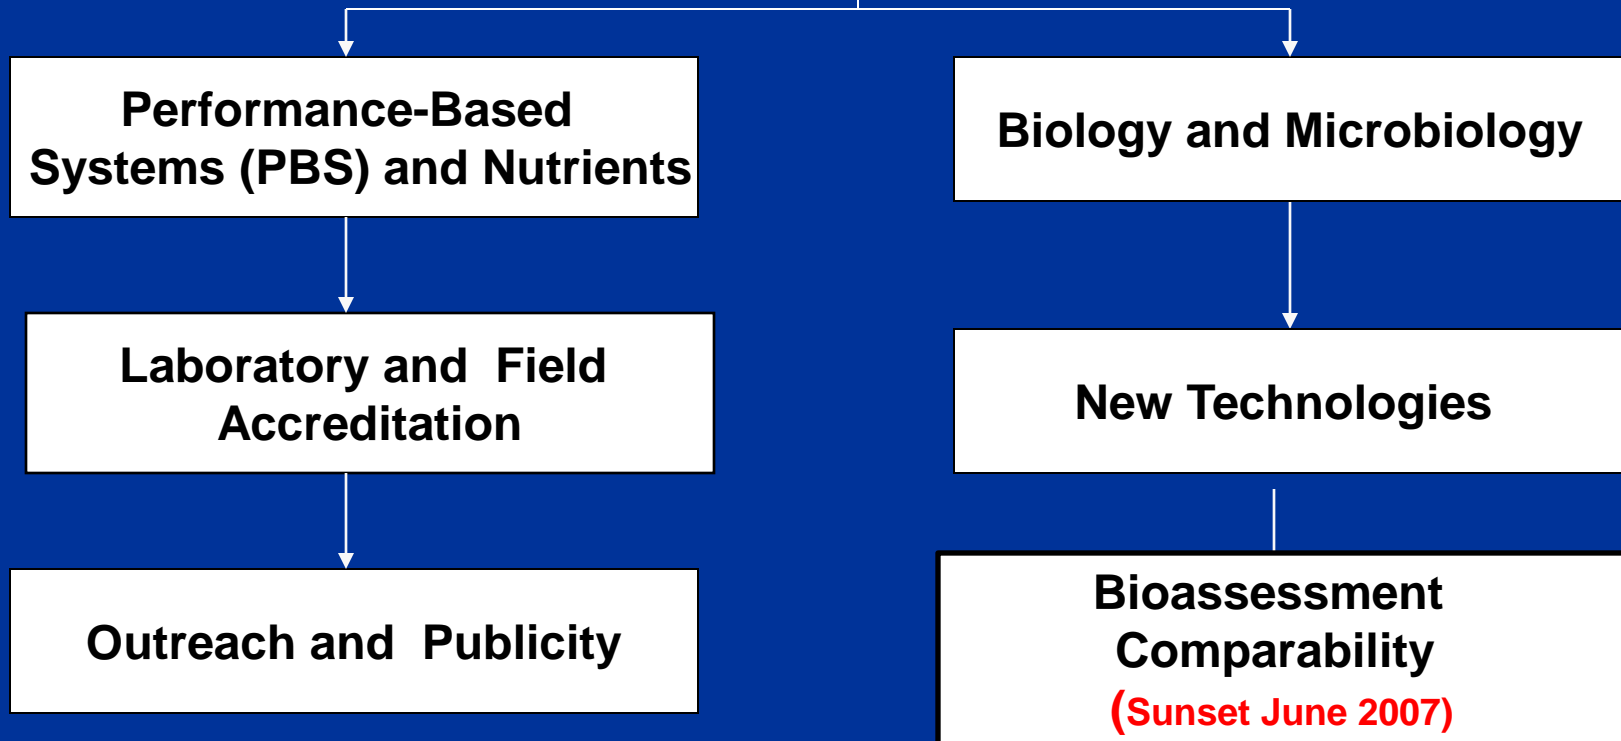 Performance-Based
Systems (PBS) and Nutrients
Biology and Microbiology
Laboratory and  Field
Accreditation
New Technologies
Outreach and  Publicity
Bioassessment
Comparability
(Sunset June 2007)